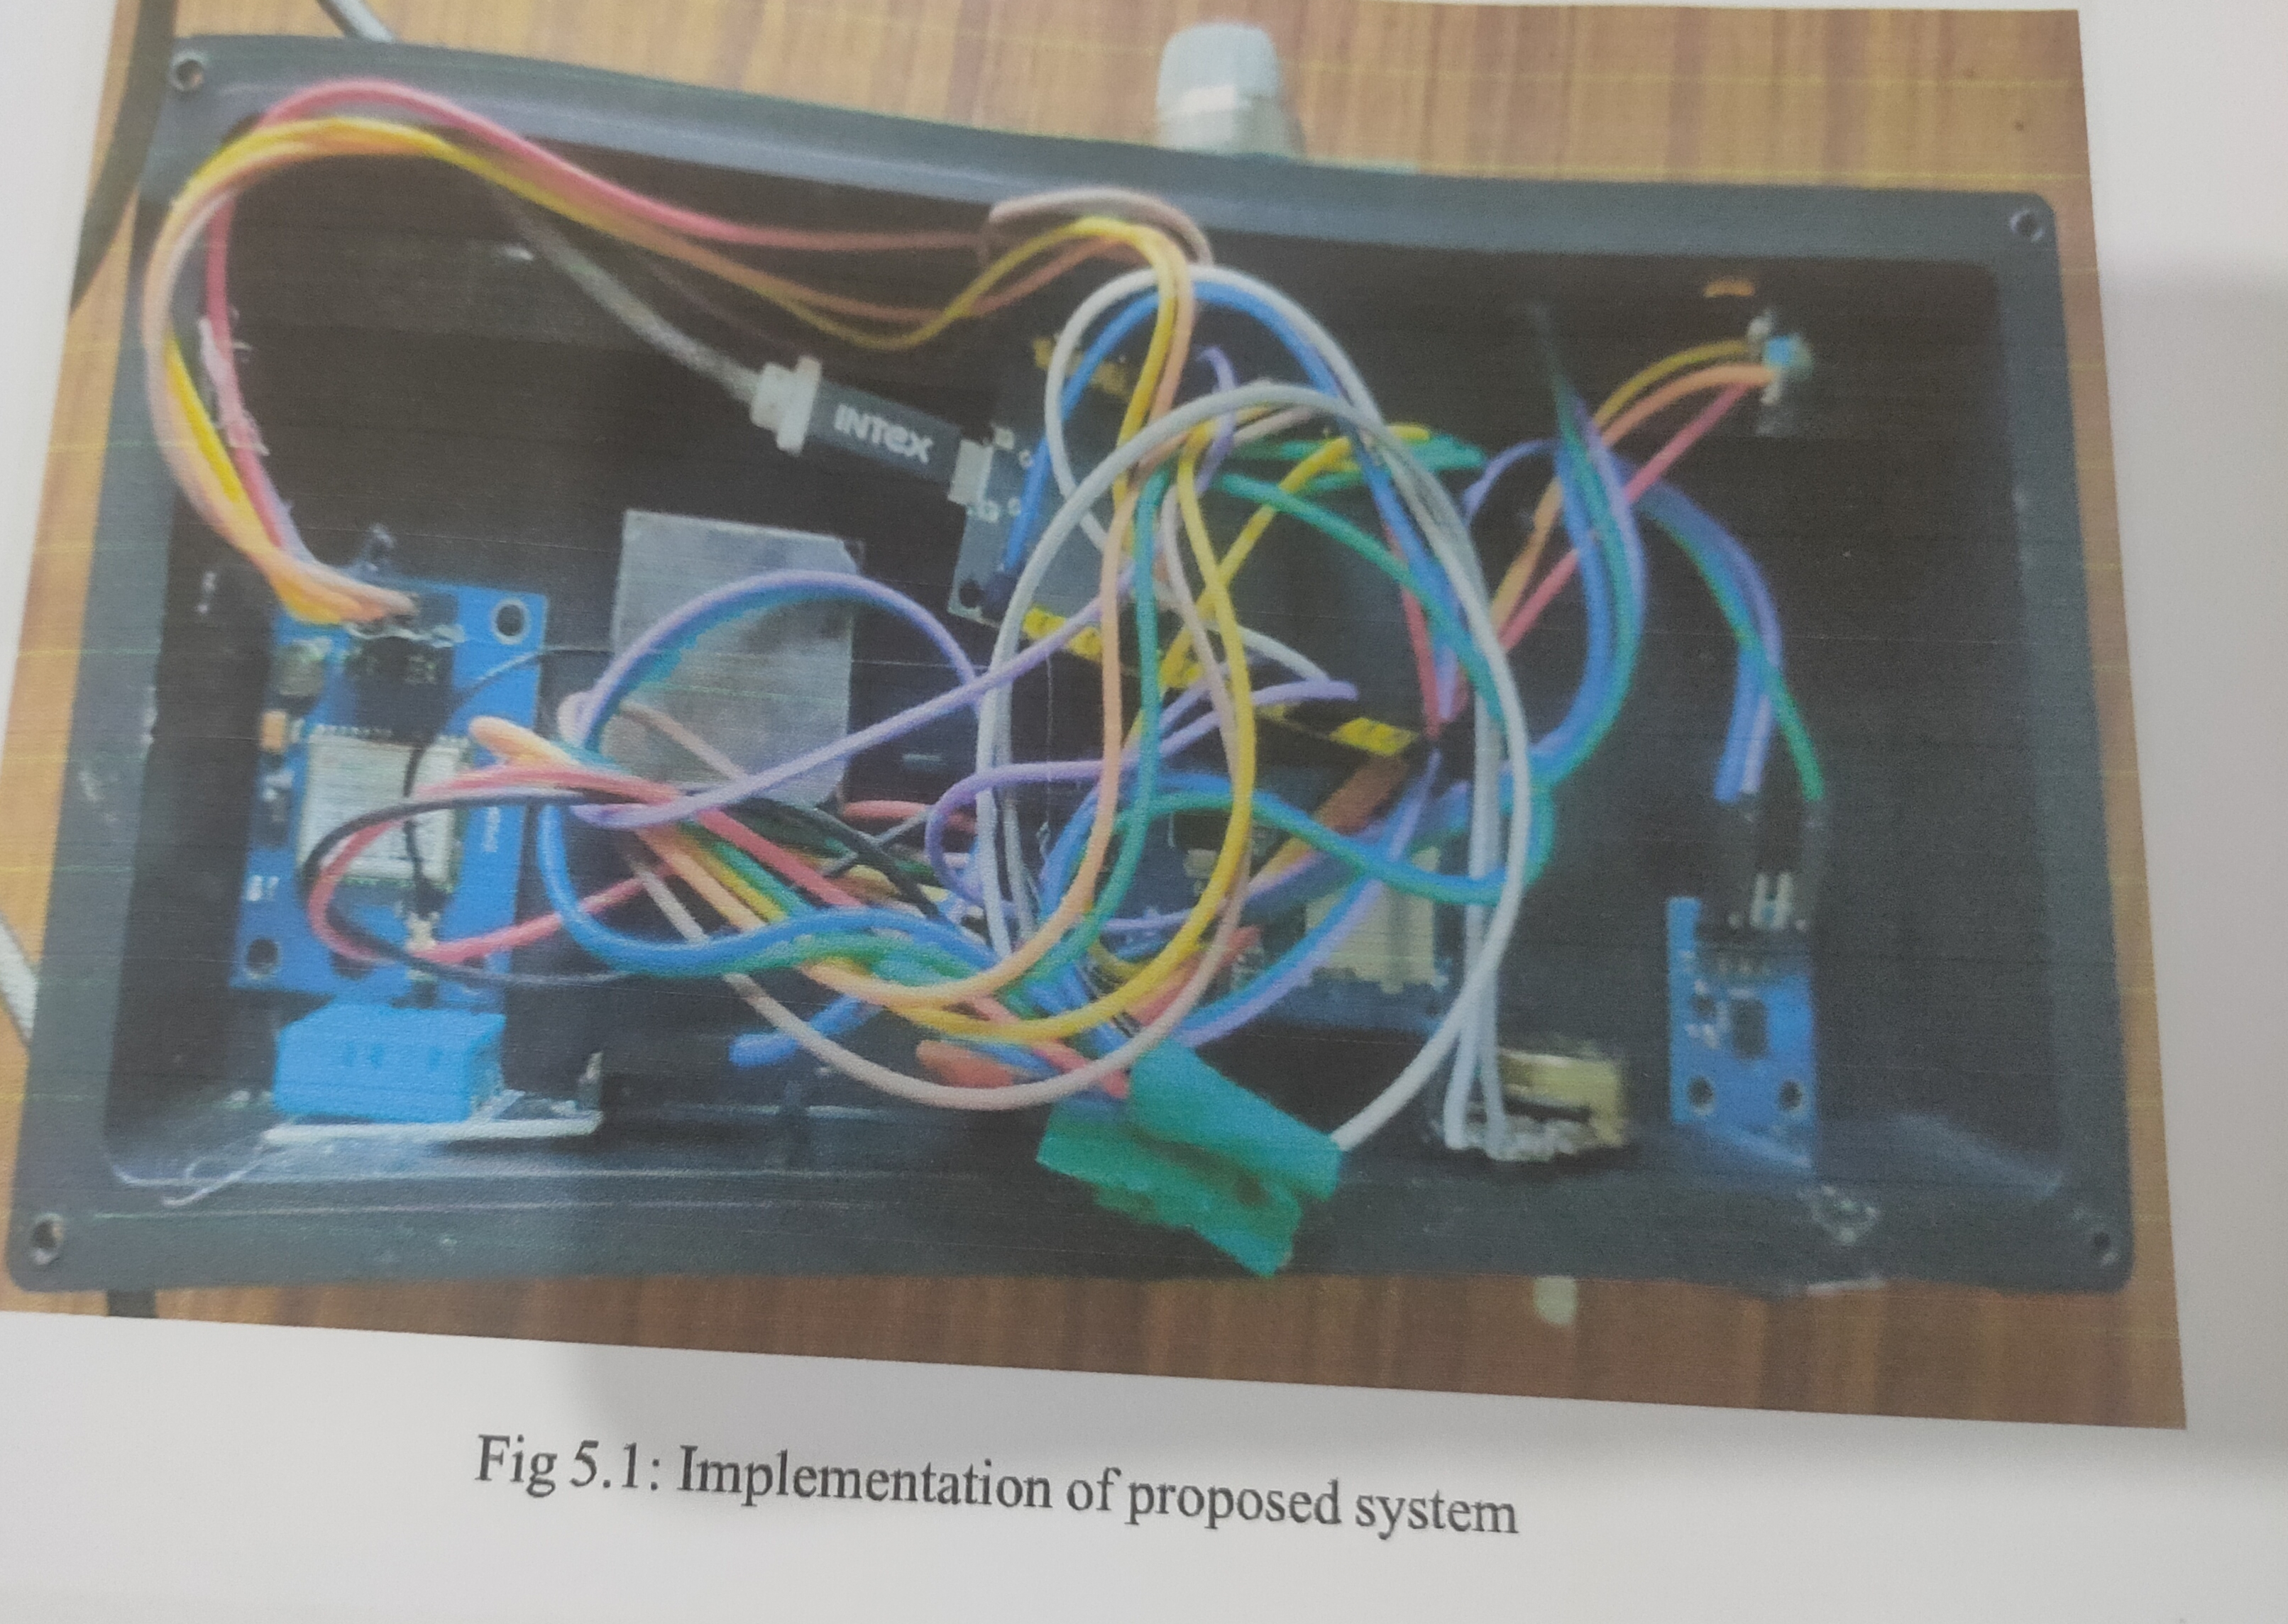 INTEX
Fig 5.1: Implementation of proposed system